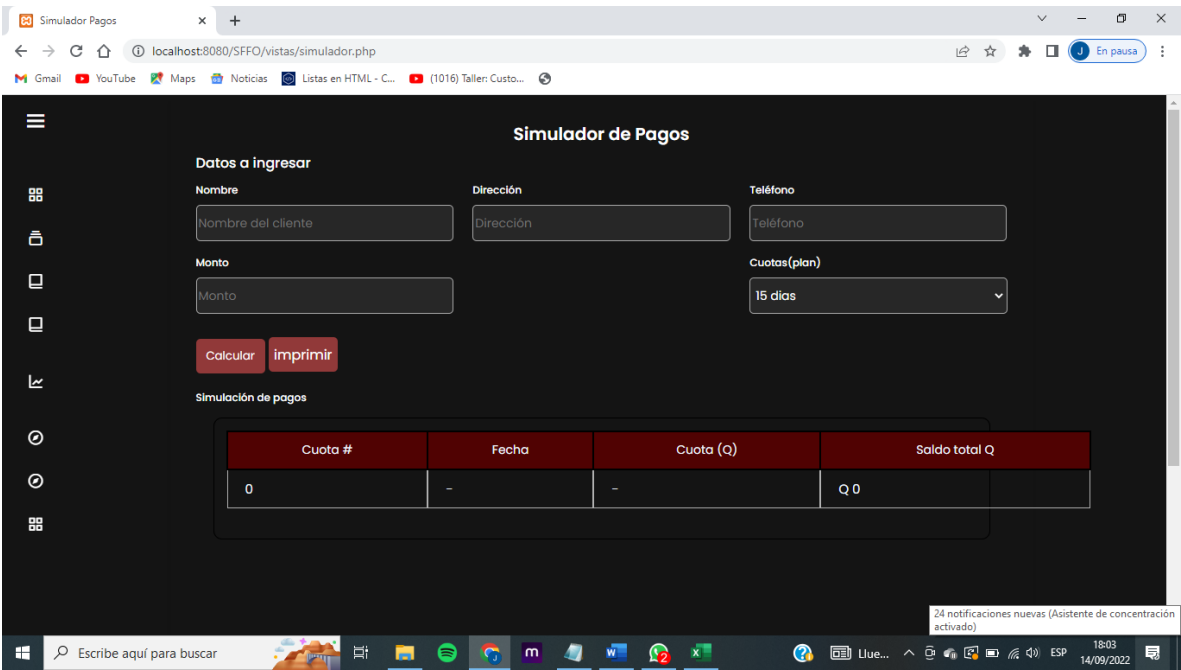 Simulador Pagos
localhost:8080/SFFO/vistas/simulador.php
J En pausa
Gmail YouTube Maps Noticias Listas en HTML - C... (1016) Taller: Custo...
Simulador de Pagos
Datos a ingresar
Nombre Dirección Teléfono
Nombre del cliente Dirección Teléfono
Monto Cuotas(plan)
Monto 15 dias
Calcular imprimir
Simulación de pagos
Cuota # Fecha Cuota (Q) Saldo total Q
0 - - Q 0
24 notificaciones nuevas (Asistente de concentración
activado)
Escribe aquí para buscar
m W 2 X
Llue... ESP
18:03
14/09/2022